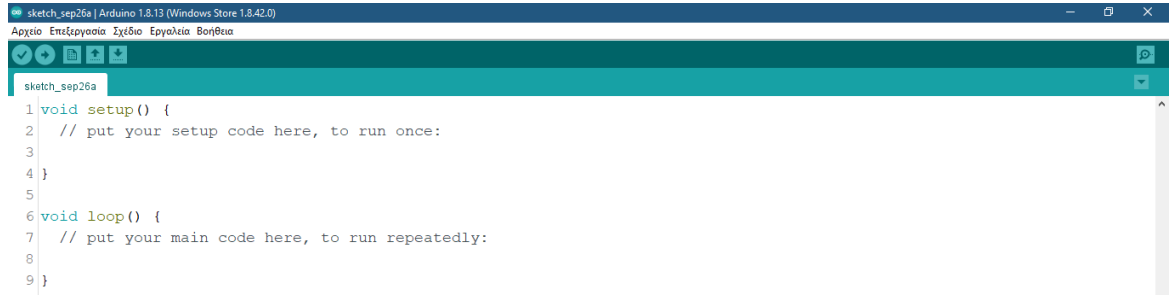 sketch_sep26a | Arduino 1.8.13 (Windows Store 1.8.42.0)
Αρχείο Επεξεργασία Σχέδιο Εργαλεία Βοήθεια
sketch_sep26a
1 void setup() {
2   // put your setup code here, to run once:
3
4 }
5
6 void loop() {
7   // put your main code here, to run repeatedly:
8
9 }